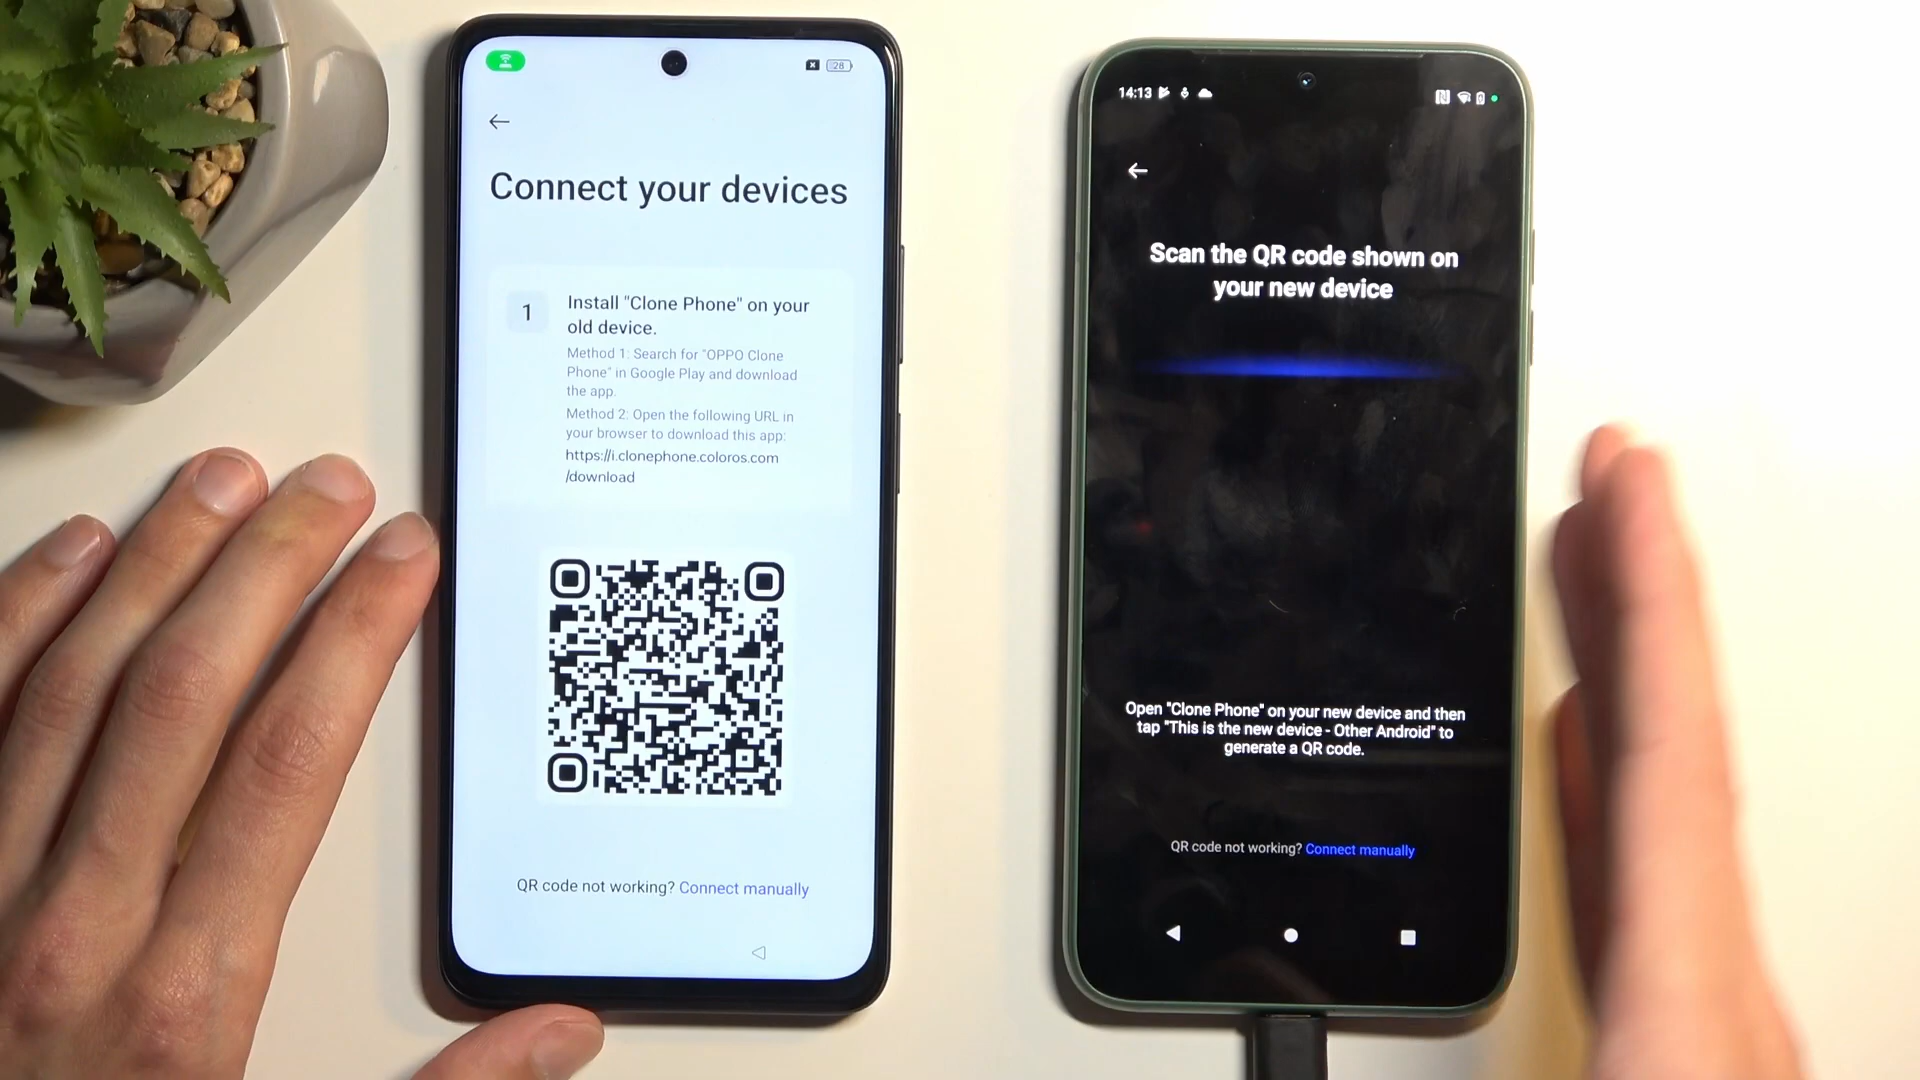 28
Connect your devices
1
Install "Clone Phone" on your
old device.
Method 1: Search for "OPPO Clone
Phone" in Google Play and download
the app.
Method 2: Open the following URL in
your browser to download this app:
https://i.clonephone.coloros.com
/download
QR code not working? Connect manually
14:13
Scan the QR code shown on
your new device
Open "Clone Phone" on your new device and then
tap "This is the new device - Other Android" to
generate a QR code.
QR code not working? Connect manually